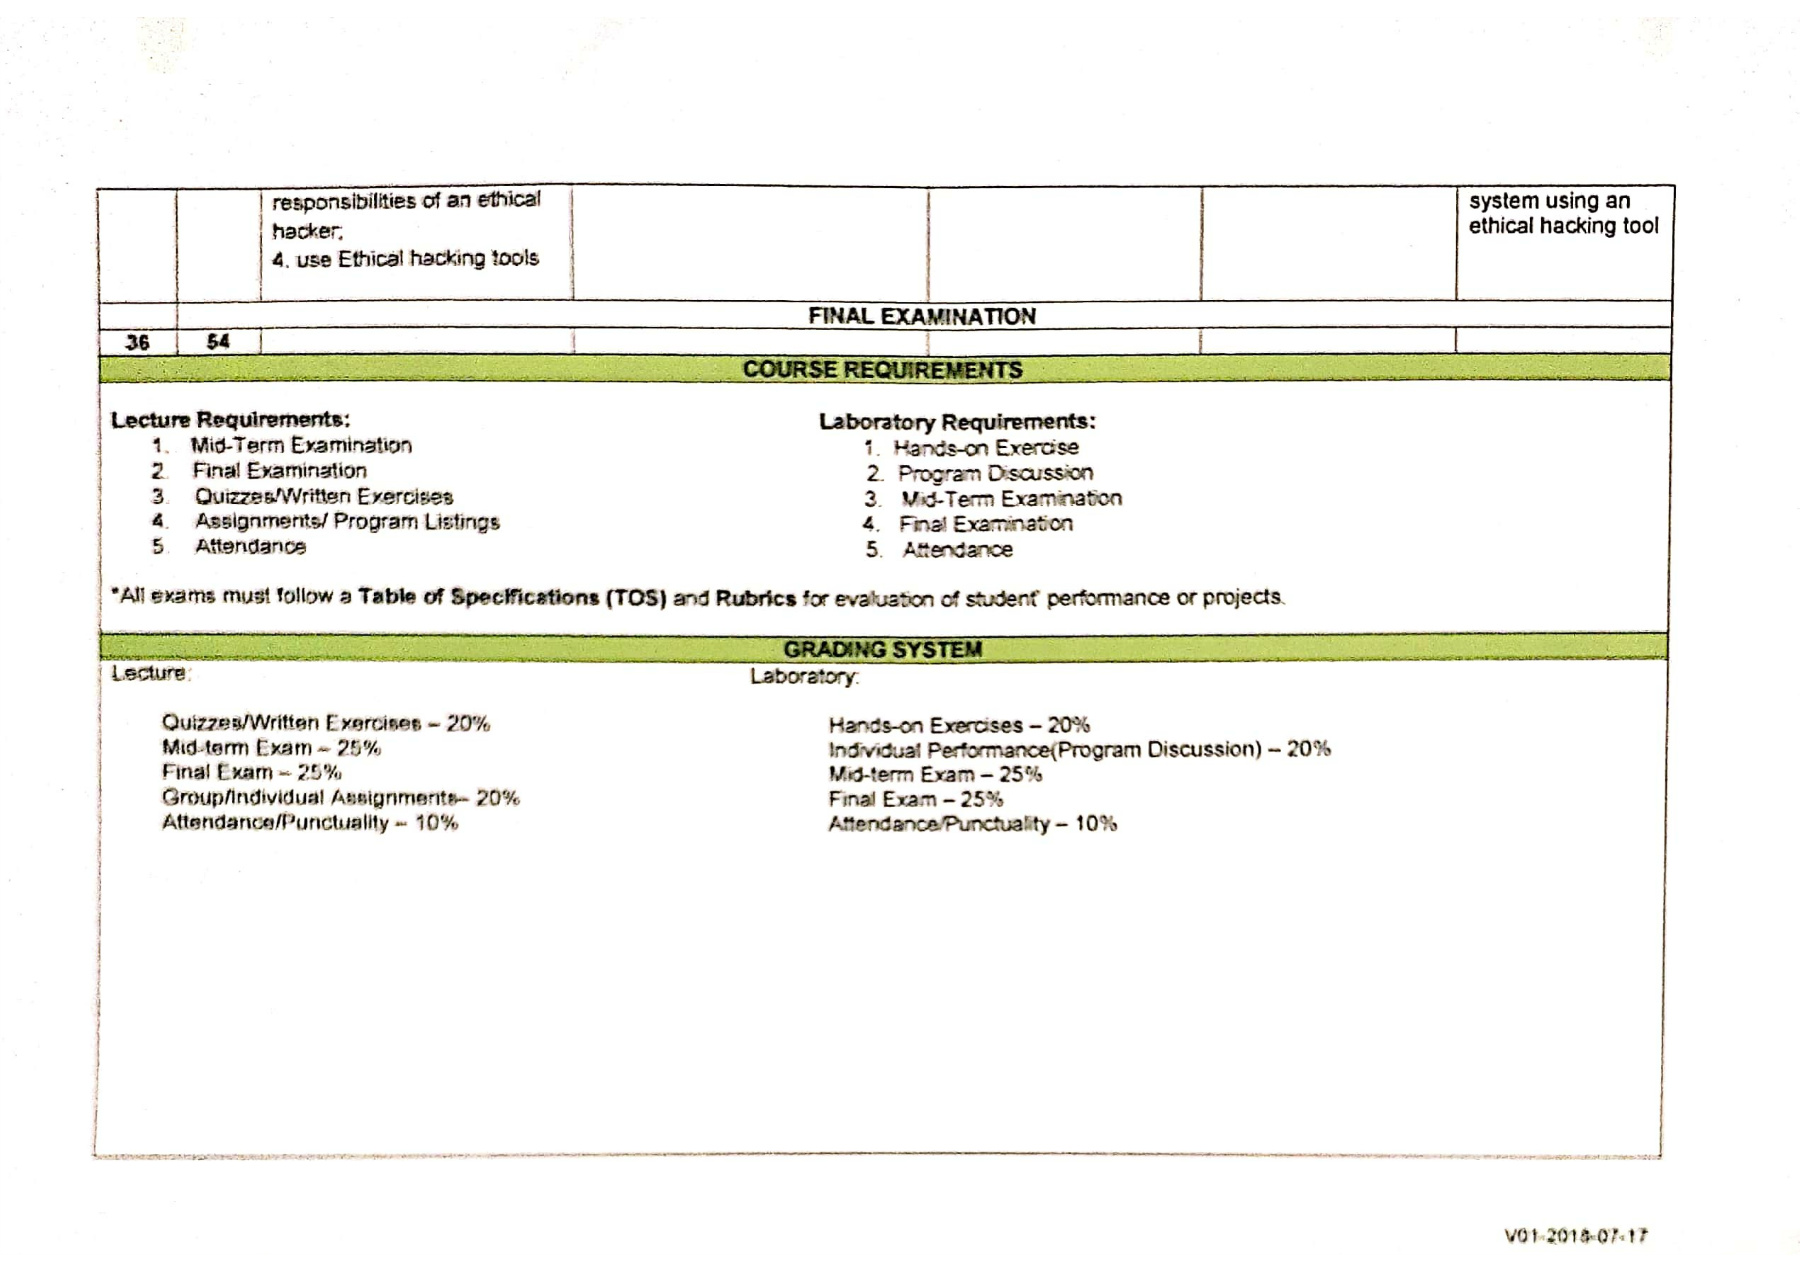 responsibilities of an ethical
hacker;
4. use Ethical hacking tools
system using an
ethical hacking tool
FINAL EXAMINATION
36 54
COURSE REQUIREMENTS
Lecture Requirements:
1. Mid-Term Examination
2. Final Examination
3. Quizzes/Written Exercises
4. Assignments/ Program Listings
5. Attendance
Laboratory Requirements:
1. Hands-on Exercise
2. Program Discussion
3. Mid-Term Examination
4. Final Examination
5. Attendance
*All exams must follow a Table of Specifications (TOS) and Rubrics for evaluation of student' performance or projects.
GRADING SYSTEM
Lecture:
Quizzes/Written Exercises – 20%
Mid-term Exam – 25%
Final Exam – 25%
Group/Individual Assignments– 20%
Attendance/Punctuality – 10%
Laboratory:
Hands-on Exercises – 20%
Individual Performance(Program Discussion) – 20%
Mid-term Exam – 25%
Final Exam – 25%
Attendance/Punctuality – 10%
V01-2018-07-17